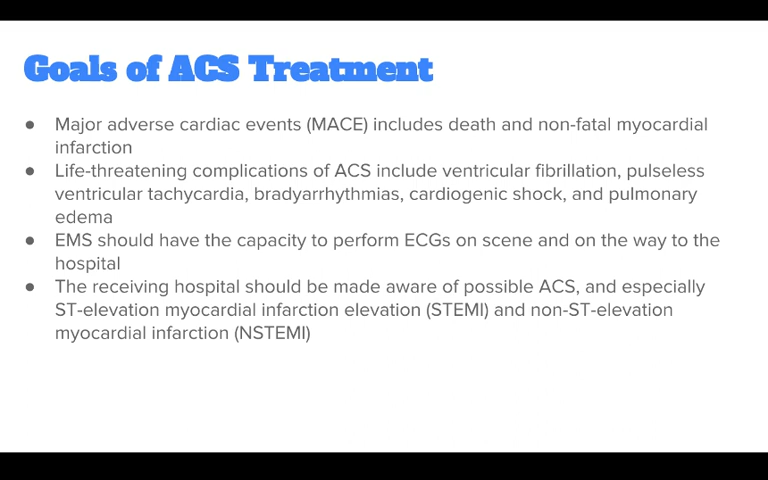 Goals of ACS Treatment
● Major adverse cardiac events (MACE) includes death and non-fatal myocardial
infarction
● Life-threatening complications of ACS include ventricular fibrillation, pulseless
ventricular tachycardia, bradyarrhythmias, cardiogenic shock, and pulmonary
edema
● EMS should have the capacity to perform ECGs on scene and on the way to the
hospital
● The receiving hospital should be made aware of possible ACS, and especially
ST-elevation myocardial infarction elevation (STEMI) and non-ST-elevation
myocardial infarction (NSTEMI)